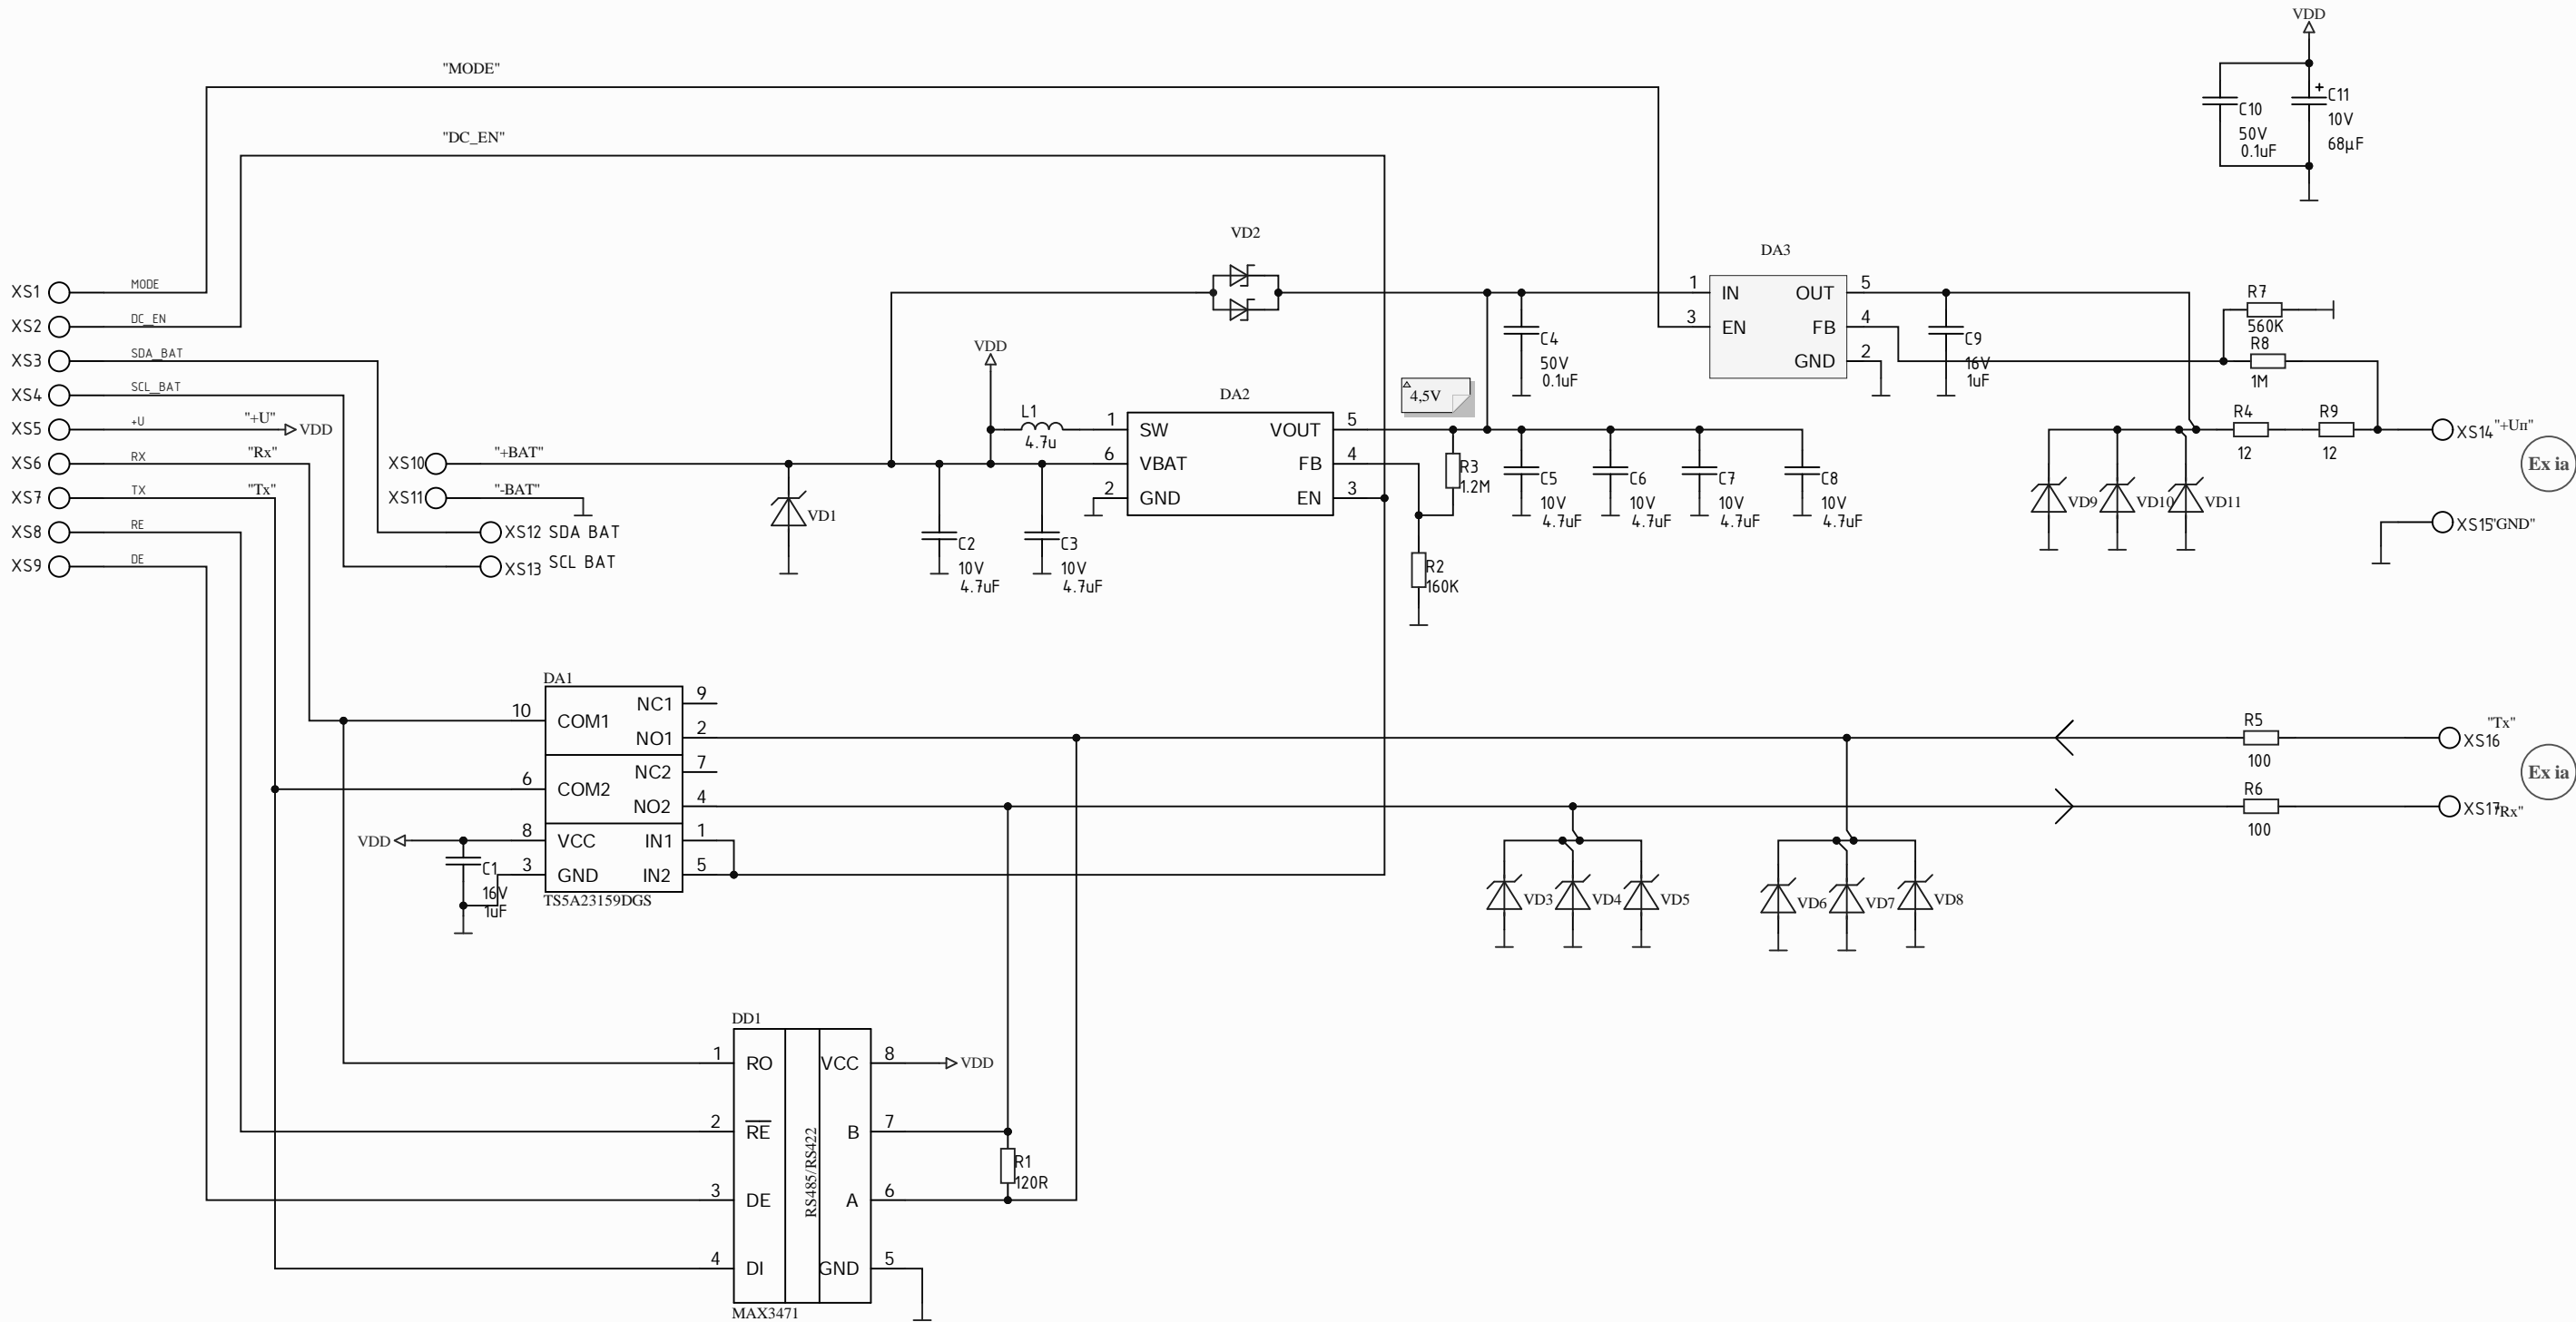 "MODE"
"DC_EN"
VDD
C10
50V
0.1uF
+
C11
10V
68µF
XS1 MODE
XS2 DC_EN
XS3 SDA_BAT
XS4 SCL_BAT
XS5 +U "+U" VDD
XS6 RX "Rx"
XS7 TX "Tx"
XS8 RE
XS9 DE
XS10 "+BAT"
XS11 "-BAT"
XS12 SDA BAT
XS13 SCL BAT
VD1
VDD
L1
4.7u
C2
10V
4.7uF
C3
10V
4.7uF
VD2
DA2
1 SW VOUT 5
6 VBAT FB 4
2 GND EN 3
4,5V
R3
1.2M
R2
160K
C4
50V
0.1uF
C5
10V
4.7uF
C6
10V
4.7uF
C7
10V
4.7uF
C8
10V
4.7uF
DA3
1 IN OUT 5
3 EN FB 4
GND 2
C9
16V
1uF
R7
560K
R8
1M
R4
12
R9
12
VD9
VD10
VD11
XS14 "+Uп"
Ex ia
XS15 "GND"
DA1
10 COM1 NC1 9
NO1 2
6 COM2 NC2 7
NO2 4
VDD 8 VCC IN1 1
3 GND IN2 5
TS5A23159DGS
C1
16V
1uF
R5
100
"Tx"
XS16
R6
100
XS17 "Rx"
Ex ia
VD3
VD4
VD5
VD6
VD7
VD8
DD1
1 RO VCC 8 VDD
2 RE B 7
3 DE A 6
4 DI GND 5
RS485/RS422
MAX3471
R1
120R